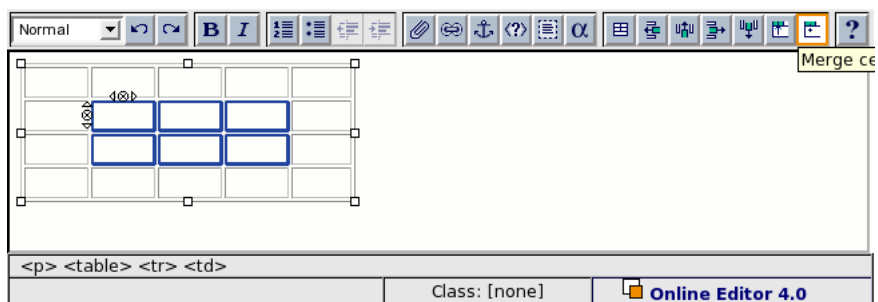 Normal B I <?> α ?
Merge ce
<p> <table> <tr> <td>
Class: [none] Online Editor 4.0